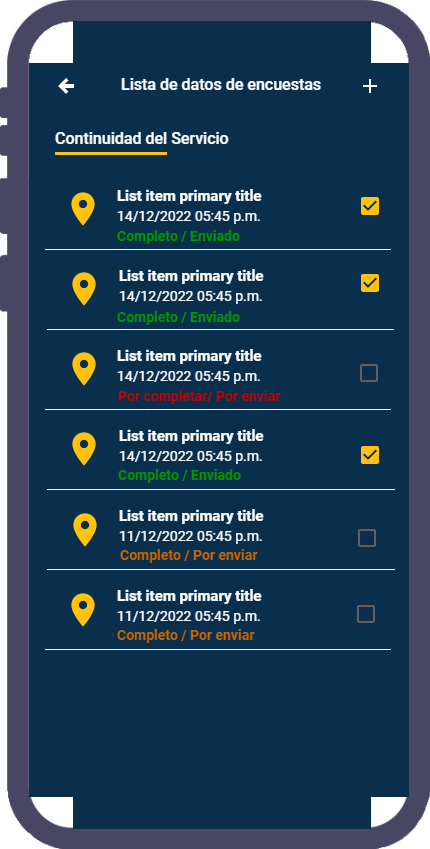 Lista de datos de encuestas
Continuidad del Servicio
List item primary title
14/12/2022 05:45 p.m.
Completo / Enviado
List item primary title
14/12/2022 05:45 p.m.
Completo / Enviado
List item primary title
14/12/2022 05:45 p.m.
Por completar/ Por enviar
List item primary title
14/12/2022 05:45 p.m.
Completo / Enviado
List item primary title
11/12/2022 05:45 p.m.
Completo / Por enviar
List item primary title
11/12/2022 05:45 p.m.
Completo / Por enviar